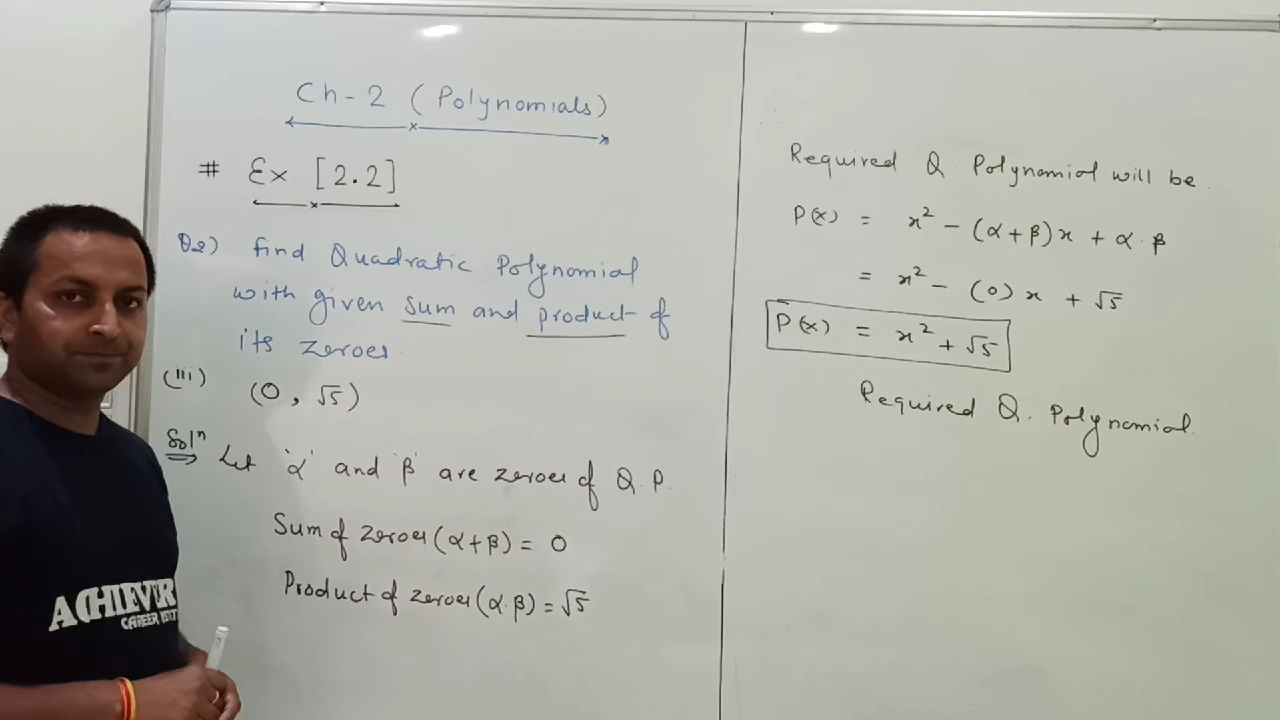 Ch-2 (Polynomials)
# Ex. [2.2]
Q2) find Quadratic Polynomial
with given sum and product of
its zeroes.
(iii) (0, √5)
Solⁿ Let 'α' and 'β' are zeroes of Q.P.
Sum of zeroes (α+β) = 0
Product of zeroes (α.β) = √5
Required Q. Polynomial will be.
P(x) = x² - (α+β)x + α.β
= x² - (0)x + √5
P(x) = x² + √5
Required Q. Polynomial.
ACHIEVER
CAREER